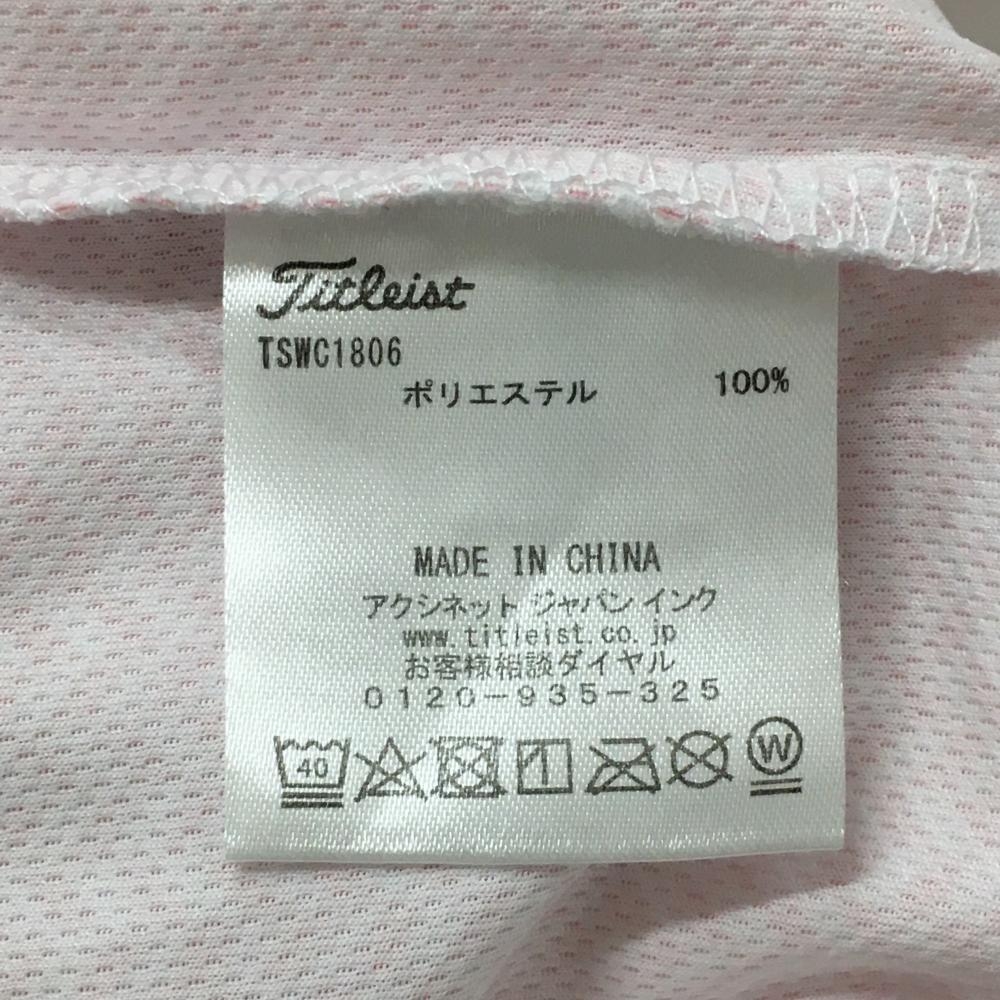 Titleist
TSWC1806
ポリエステル 100%
MADE IN CHINA
アクシネット ジャパン インク
www.titleist.co.jp
お客様相談ダイヤル
0120-935-325
40 W